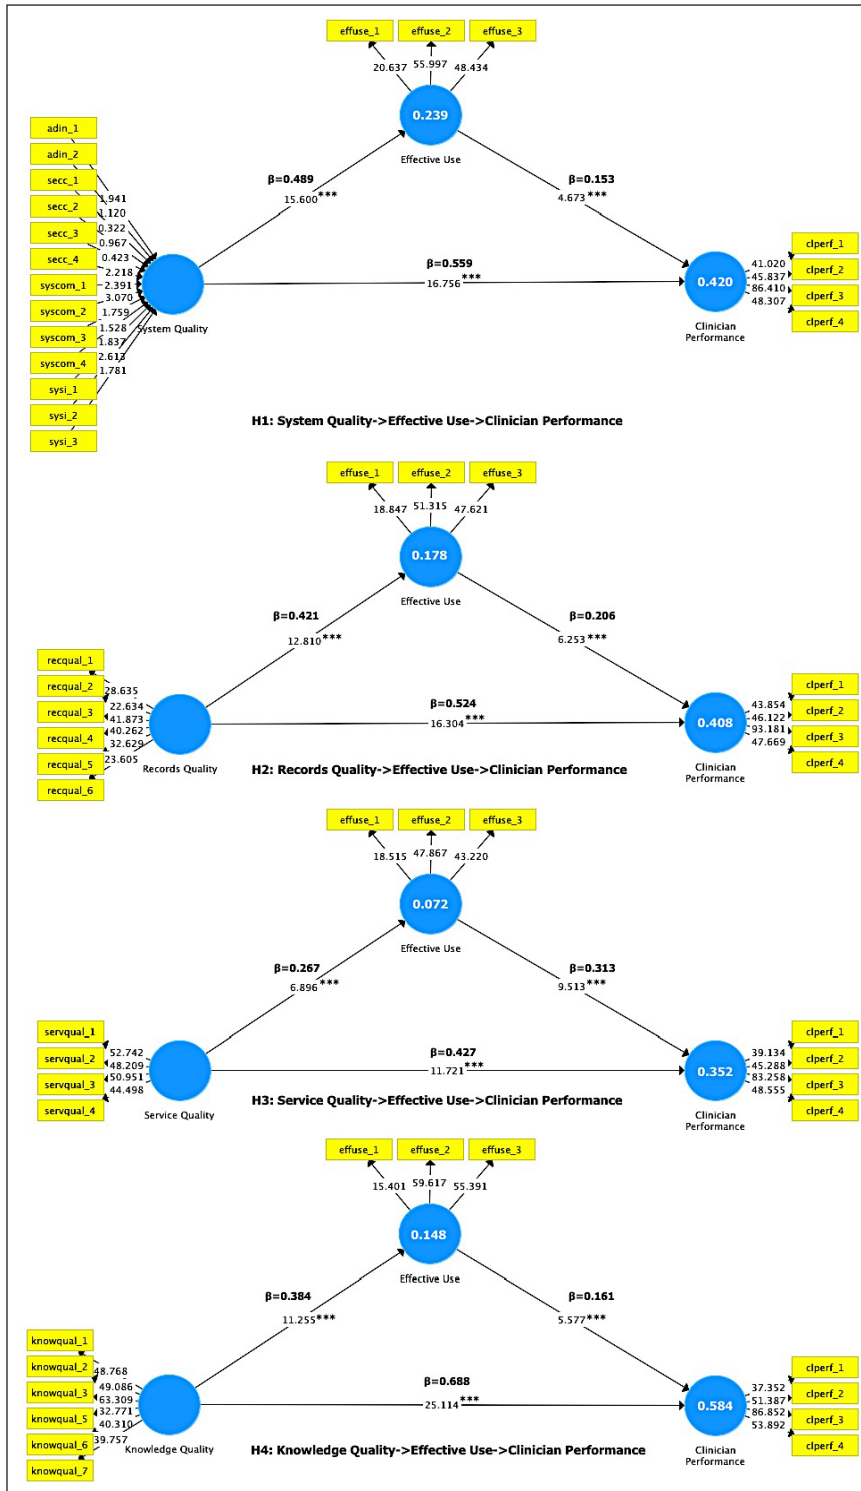 effuse_1 effuse_2 effuse_3
20.637 55.997 48.434
0.239
Effective Use
adin_1
adin_2
secc_1
secc_2
secc_3
secc_4
syscom_1
syscom_2
syscom_3
syscom_4
sysi_1
sysi_2
sysi_3
1.941
1.120
0.322
0.967
0.423
2.218
2.391
3.070
1.759
1.528
1.837
2.613
1.781
System Quality
β=0.489
15.600 ***
β=0.153
4.673 ***
β=0.559
16.756 ***
0.420
Clinician
Performance
41.020
45.837
86.410
48.307
clperf_1
clperf_2
clperf_3
clperf_4
H1: System Quality->Effective Use->Clinician Performance
effuse_1 effuse_2 effuse_3
18.847 51.315 47.621
0.178
Effective Use
β=0.421
12.810 ***
β=0.206
6.253 ***
recqual_1
recqual_2
recqual_3
recqual_4
recqual_5
recqual_6
28.635
22.634
41.873
40.262
32.629
23.605
Records Quality
β=0.524
16.304 ***
0.408
Clinician
Performance
43.854
46.122
93.181
47.669
clperf_1
clperf_2
clperf_3
clperf_4
H2: Records Quality->Effective Use->Clinician Performance
effuse_1 effuse_2 effuse_3
18.515 47.867 43.220
0.072
Effective Use
β=0.267
6.896 ***
β=0.313
9.513 ***
servqual_1
servqual_2
servqual_3
servqual_4
52.742
48.209
50.951
44.498
Service Quality
β=0.427
11.721 ***
0.352
Clinician
Performance
39.134
45.288
83.258
48.555
clperf_1
clperf_2
clperf_3
clperf_4
H3: Service Quality->Effective Use->Clinician Performance
effuse_1 effuse_2 effuse_3
15.401 59.617 55.391
0.148
Effective Use
β=0.384
11.255 ***
β=0.161
5.577 ***
knowqual_1
knowqual_2
knowqual_3
knowqual_5
knowqual_6
knowqual_7
48.768
49.086
63.309
32.771
40.310
39.757
Knowledge Quality
β=0.688
25.114 ***
0.584
Clinician
Performance
37.352
51.387
86.852
53.892
clperf_1
clperf_2
clperf_3
clperf_4
H4: Knowledge Quality->Effective Use->Clinician Performance